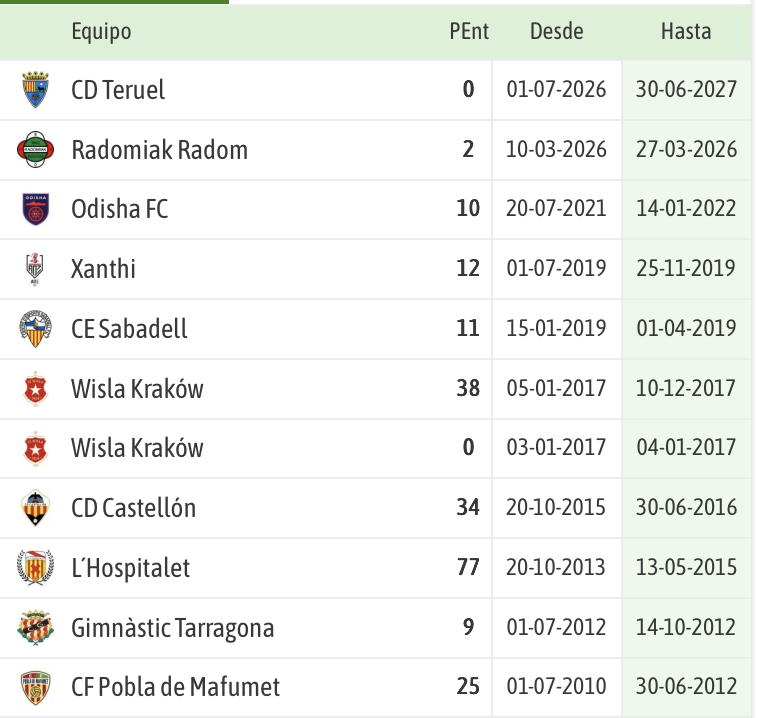 Equipo PEnt Desde Hasta
CD Teruel 0 01-07-2026 30-06-2027
Radomiak Radom 2 10-03-2026 27-03-2026
Odisha FC 10 20-07-2021 14-01-2022
Xanthi 12 01-07-2019 25-11-2019
CE Sabadell 11 15-01-2019 01-04-2019
Wisla Kraków 38 05-01-2017 10-12-2017
Wisla Kraków 0 03-01-2017 04-01-2017
CD Castellón 34 20-10-2015 30-06-2016
L´Hospitalet 77 20-10-2013 13-05-2015
Gimnàstic Tarragona 9 01-07-2012 14-10-2012
CF Pobla de Mafumet 25 01-07-2010 30-06-2012